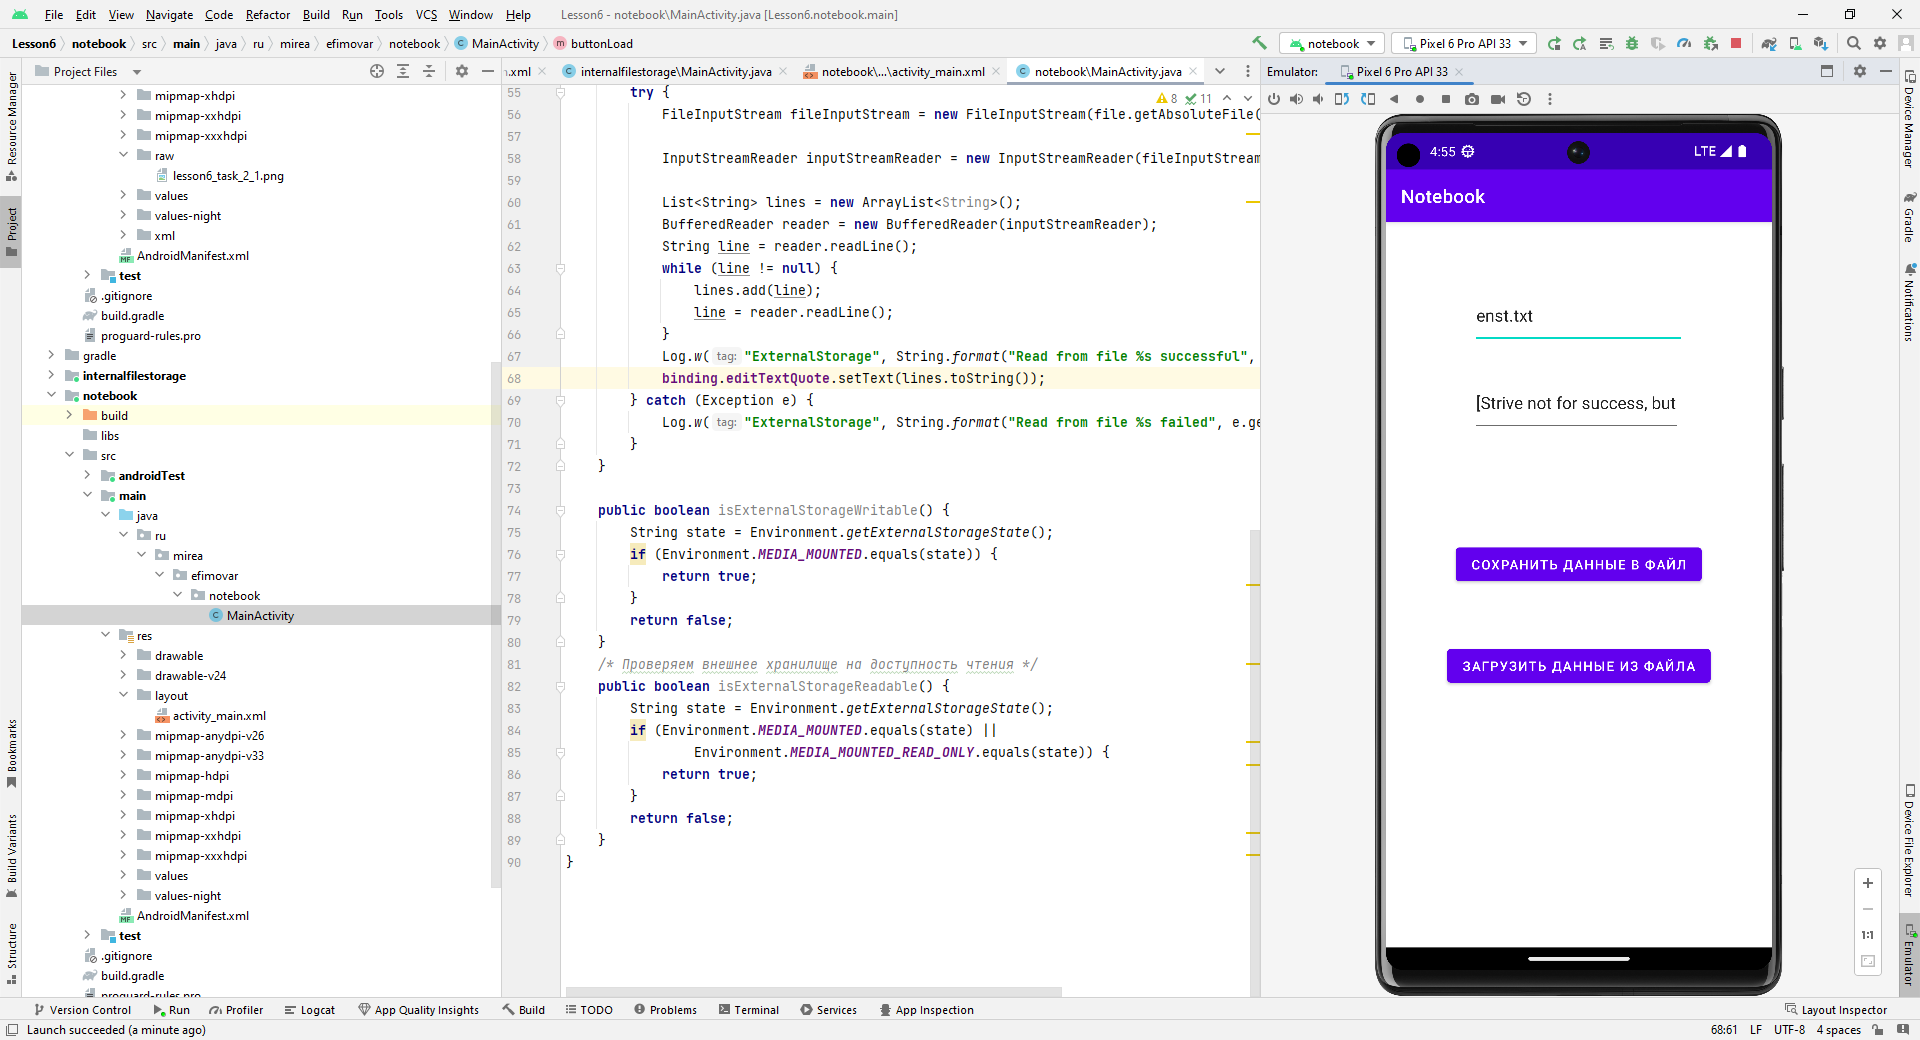 File Edit View Navigate Code Refactor Build Run Tools VCS Window Help Lesson6 - notebook\MainActivity.java [Lesson6.notebook.main]
Lesson6 notebook src main java ru mirea efimovar notebook MainActivity buttonLoad notebook Pixel 6 Pro API 33
Project Files
.xml internalfilestorage\MainActivity.java notebook\...\activity_main.xml notebook\MainActivity.java
Emulator: Pixel 6 Pro API 33
Resource Manager
Project
Bookmarks
Build Variants
Structure
mipmap-xhdpi
mipmap-xxhdpi
mipmap-xxxhdpi
raw
lesson6_task_2_1.png
values
values-night
xml
AndroidManifest.xml
test
.gitignore
build.gradle
proguard-rules.pro
gradle
internalfilestorage
notebook
build
libs
src
androidTest
main
java
ru
mirea
efimovar
notebook
MainActivity
res
drawable
drawable-v24
layout
activity_main.xml
mipmap-anydpi-v26
mipmap-anydpi-v33
mipmap-hdpi
mipmap-mdpi
mipmap-xhdpi
mipmap-xxhdpi
mipmap-xxxhdpi
values
values-night
AndroidManifest.xml
test
.gitignore
build.gradle
proguard-rules.pro
8 11
55 try {
56 FileInputStream fileInputStream = new FileInputStream(file.getAbsoluteFile(
57
58 InputStreamReader inputStreamReader = new InputStreamReader(fileInputStream
59
60 List<String> lines = new ArrayList<String>();
61 BufferedReader reader = new BufferedReader(inputStreamReader);
62 String line = reader.readLine();
63 while (line != null) {
64 lines.add(line);
65 line = reader.readLine();
66 }
67 Log.w( tag: "ExternalStorage", String.format("Read from file %s successful",
68 binding.editTextQuote.setText(lines.toString());
69 } catch (Exception e) {
70 Log.w( tag: "ExternalStorage", String.format("Read from file %s failed", e.ge
71 }
72 }
73
74 public boolean isExternalStorageWritable() {
75 String state = Environment.getExternalStorageState();
76 if (Environment.MEDIA_MOUNTED.equals(state)) {
77 return true;
78 }
79 return false;
80 }
81 /* Проверяем внешнее хранилище на доступность чтения */
82 public boolean isExternalStorageReadable() {
83 String state = Environment.getExternalStorageState();
84 if (Environment.MEDIA_MOUNTED.equals(state) ||
85 Environment.MEDIA_MOUNTED_READ_ONLY.equals(state)) {
86 return true;
87 }
88 return false;
89 }
90 }
4:55 LTE
Notebook
enst.txt
[Strive not for success, but
СОХРАНИТЬ ДАННЫЕ В ФАЙЛ
ЗАГРУЗИТЬ ДАННЫЕ ИЗ ФАЙЛА
1:1
Device Manager
Gradle
Notifications
Device File Explorer
Emulator
Version Control Run Profiler Logcat App Quality Insights Build TODO Problems Terminal Services App Inspection Layout Inspector
Launch succeeded (a minute ago) 68:61 LF UTF-8 4 spaces